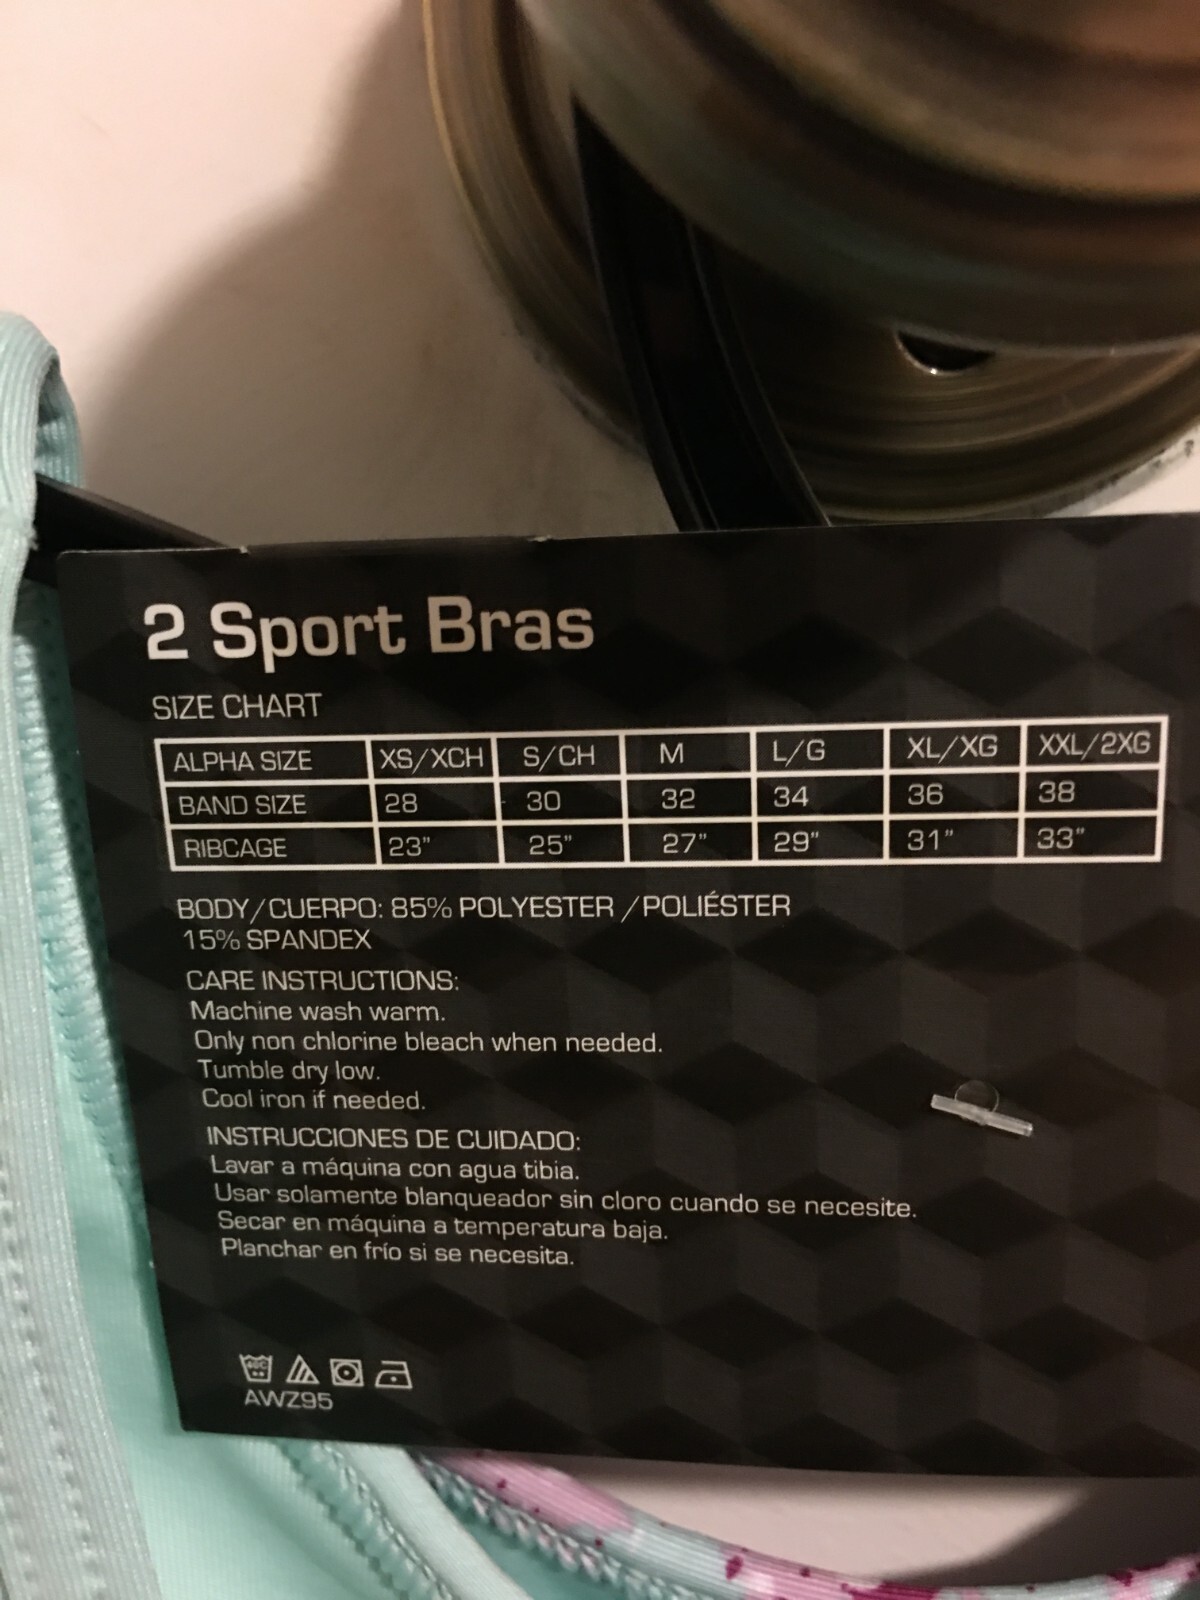 2 Sport Bras
SIZE CHART
ALPHA SIZE XS/XCH S/CH M L/G XL/XG XXL/2XG
BAND SIZE 28 30 32 34 36 38
RIBCAGE 23" 25" 27" 29" 31" 33"
BODY/CUERPO: 85% POLYESTER /POLIÉSTER
15% SPANDEX
CARE INSTRUCTIONS:
Machine wash warm.
Only non chlorine bleach when needed.
Tumble dry low.
Cool iron if needed.
INSTRUCCIONES DE CUIDADO:
Lavar a máquina con agua tibia.
Usar solamente blanqueador sin cloro cuando se necesite.
Secar en máquina a temperatura baja.
Planchar en frío si se necesita.
40C
AWZ95